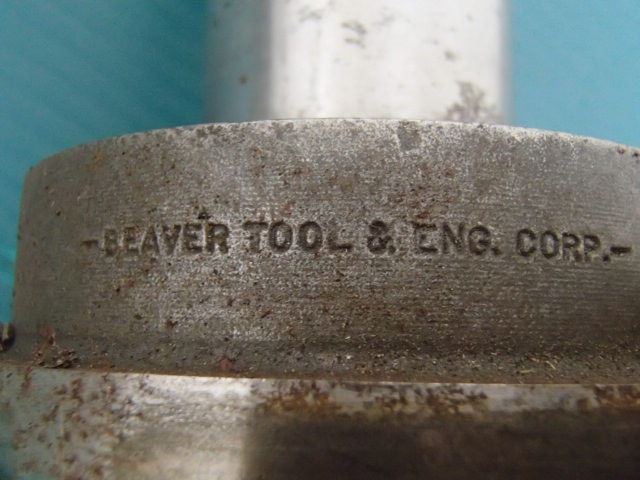 -BEAVER TOOL & ENG. CORP.-